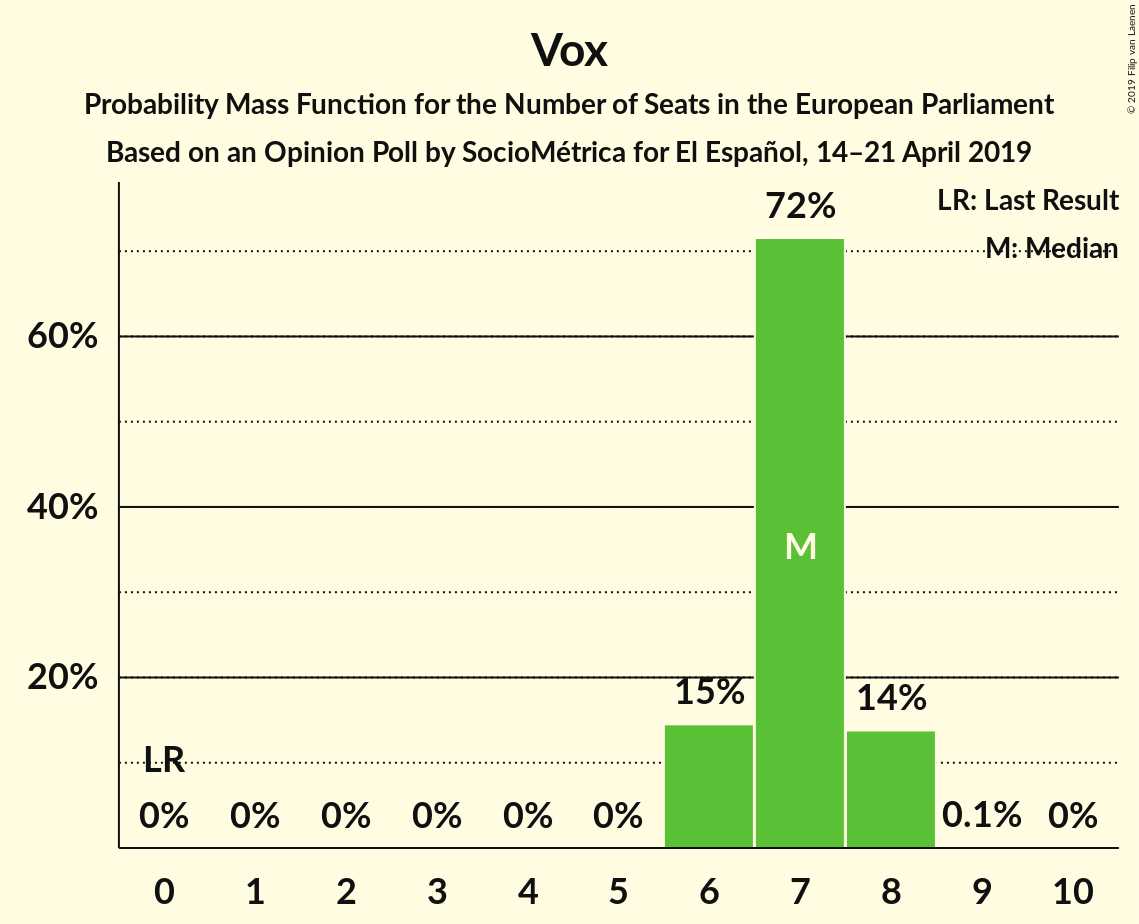 Vox
Probability Mass Function for the Number of Seats in the European Parliament
Based on an Opinion Poll by SocioMétrica for El Español, 14–21 April 2019
© 2019 Filip van Laenen
LR: Last Result
M: Median
72%
60%
40%
20%
M
15%
14%
LR
0% 0% 0% 0% 0% 0% 0.1% 0%
0 1 2 3 4 5 6 7 8 9 10